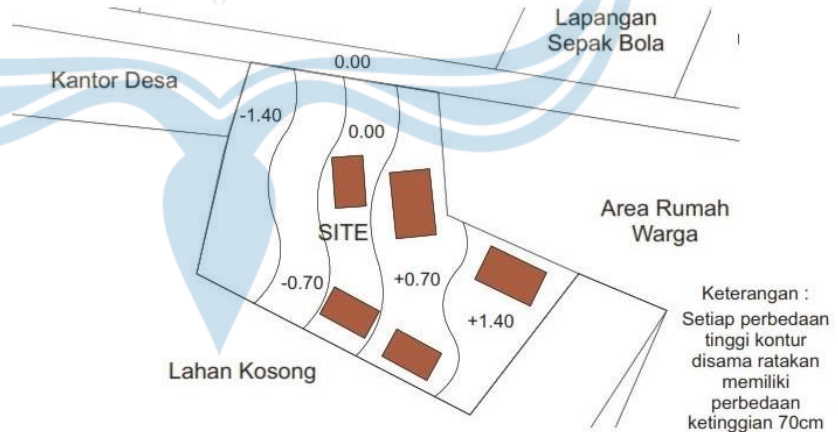 Lapangan
Sepak Bola
0.00
Kantor Desa
-1.40
0.00
Area Rumah
Warga
SITE
-0.70
+0.70
+1.40
Keterangan :
Setiap perbedaan
tinggi kontur
disama ratakan
memiliki
perbedaan
ketinggian 70cm
Lahan Kosong